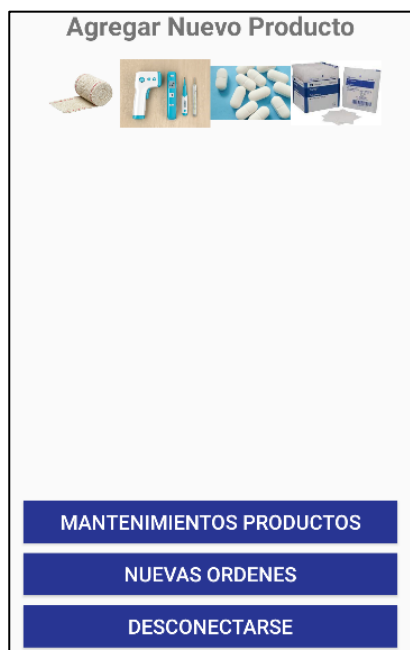 Agregar Nuevo Producto
MANTENIMIENTOS PRODUCTOS
NUEVAS ORDENES
DESCONECTARSE